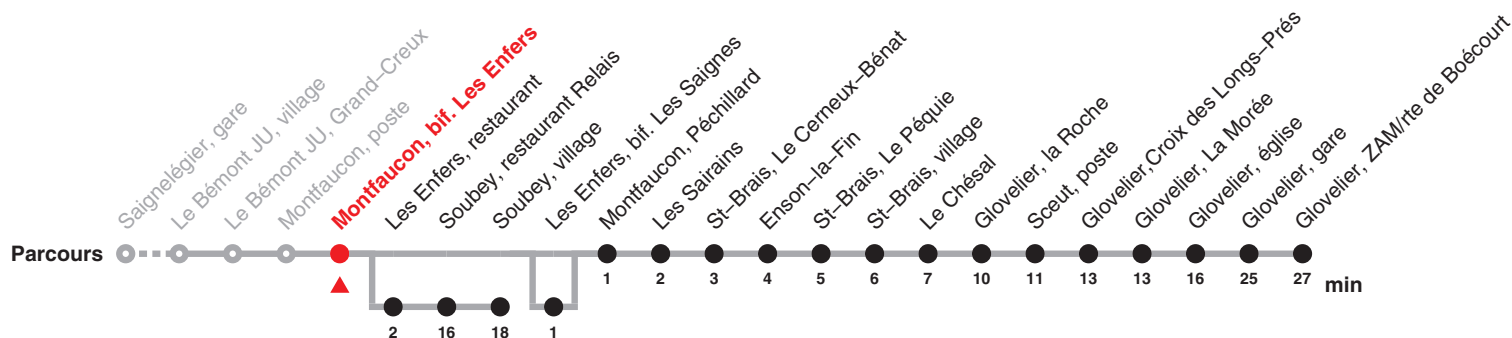 Saignelégier, gare
Le Bémont JU, village
Le Bémont JU, Grand–Creux
Montfaucon, poste
Montfaucon, bif. Les Enfers
Les Enfers, restaurant
Soubey, restaurant Relais
Soubey, village
Les Enfers, bif. Les Saignes
Montfaucon, Péchillard
Les Sairains
St–Brais, Le Cerneux–Bénat
Enson–la–Fin
St–Brais, Le Péquie
St–Brais, village
Le Chésal
Glovelier, la Roche
Sceut, poste
Glovelier,Croix des Longs–Prés
Glovelier, La Morée
Glovelier, église
Glovelier, gare
Glovelier, ZAM/rte de Boécourt
Parcours
1 2 3 4 5 6 7 10 11 13 13 16 25 27 min
2 16 18 1